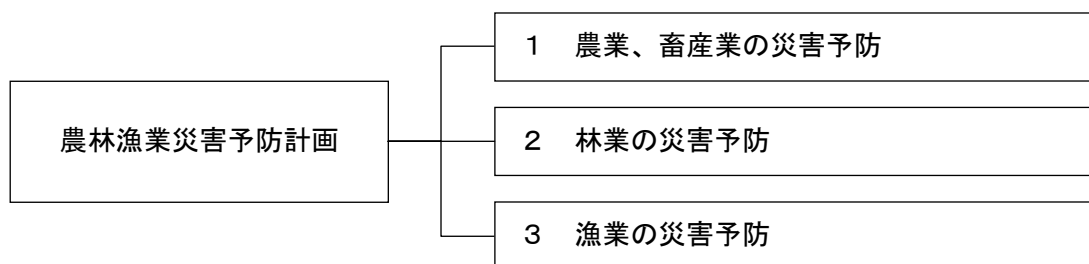 農林漁業災害予防計画
１　農業、畜産業の災害予防
２　林業の災害予防
３　漁業の災害予防